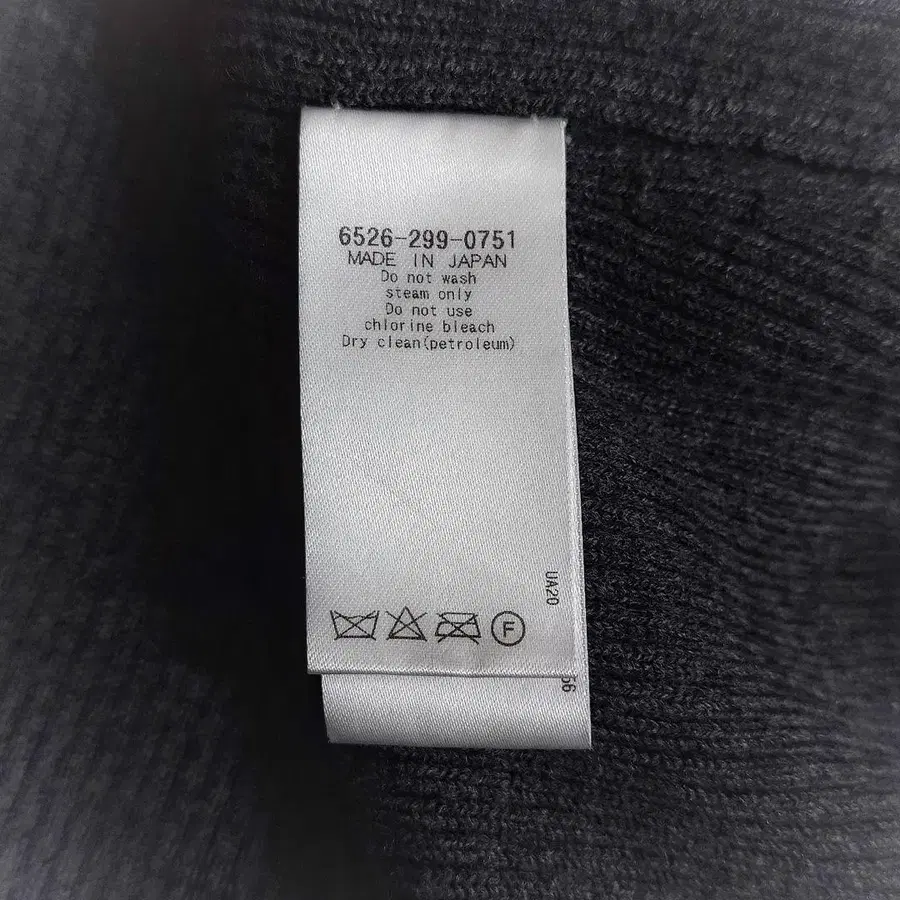 6526-299-0751
MADE IN JAPAN
Do not wash
steam only
Do not use
chlorine bleach
Dry clean(petroleum)
UA20
F